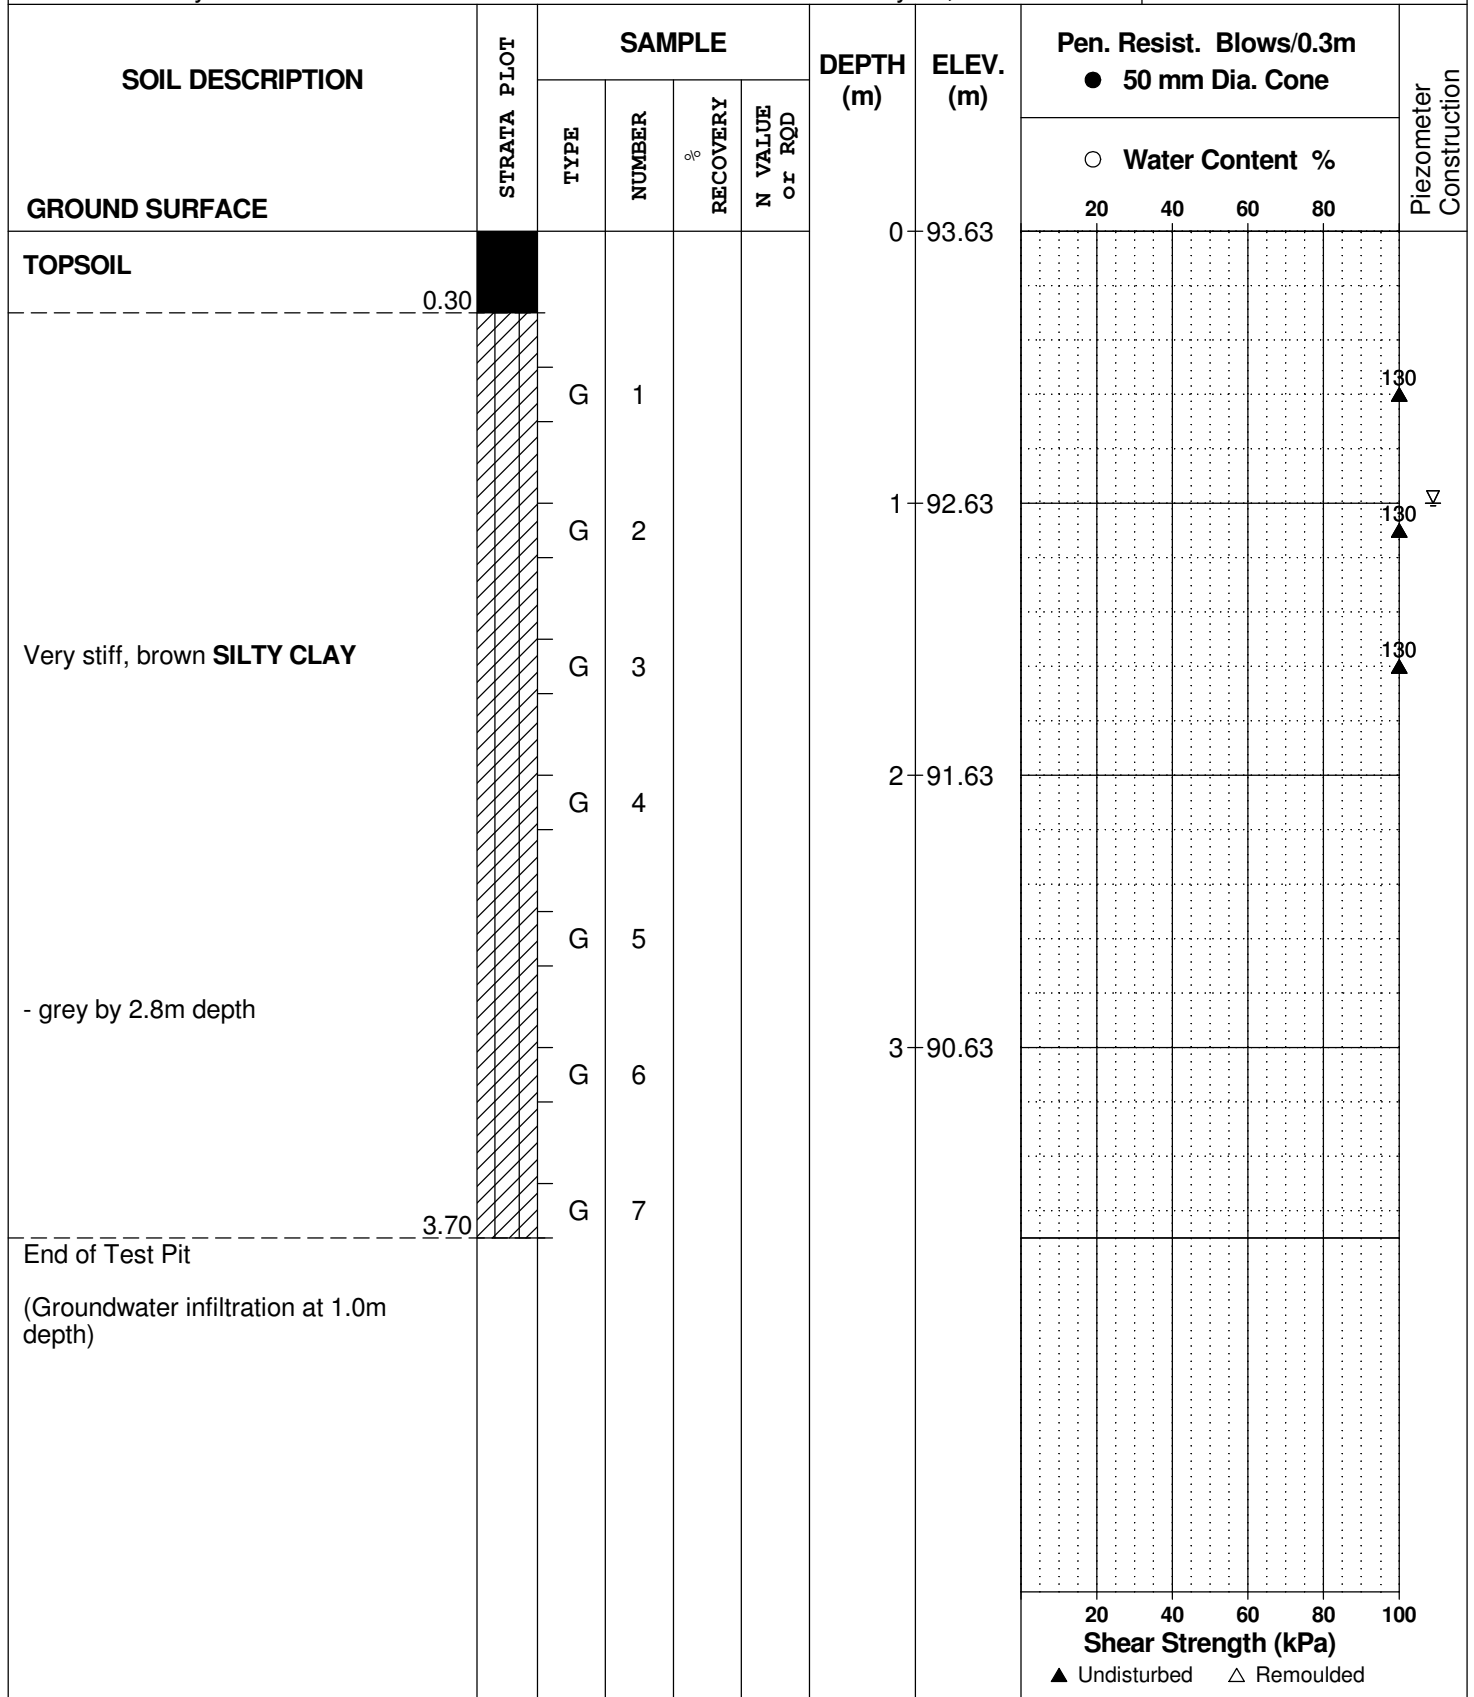 SOIL DESCRIPTION
GROUND SURFACE
STRATA PLOT
SAMPLE
TYPE
NUMBER
%
RECOVERY
N VALUE
or RQD
DEPTH
(m)
ELEV.
(m)
Pen. Resist. Blows/0.3m
● 50 mm Dia. Cone
○ Water Content %
20 40 60 80
Piezometer
Construction
0 93.63
TOPSOIL
0.30
G 1
130
1 92.63
G 2
130
Very stiff, brown SILTY CLAY
G 3
130
2 91.63
G 4
G 5
- grey by 2.8m depth
3 90.63
G 6
G 7
3.70
End of Test Pit
(Groundwater infiltration at 1.0m
depth)
20 40 60 80 100
Shear Strength (kPa)
▲ Undisturbed △ Remoulded